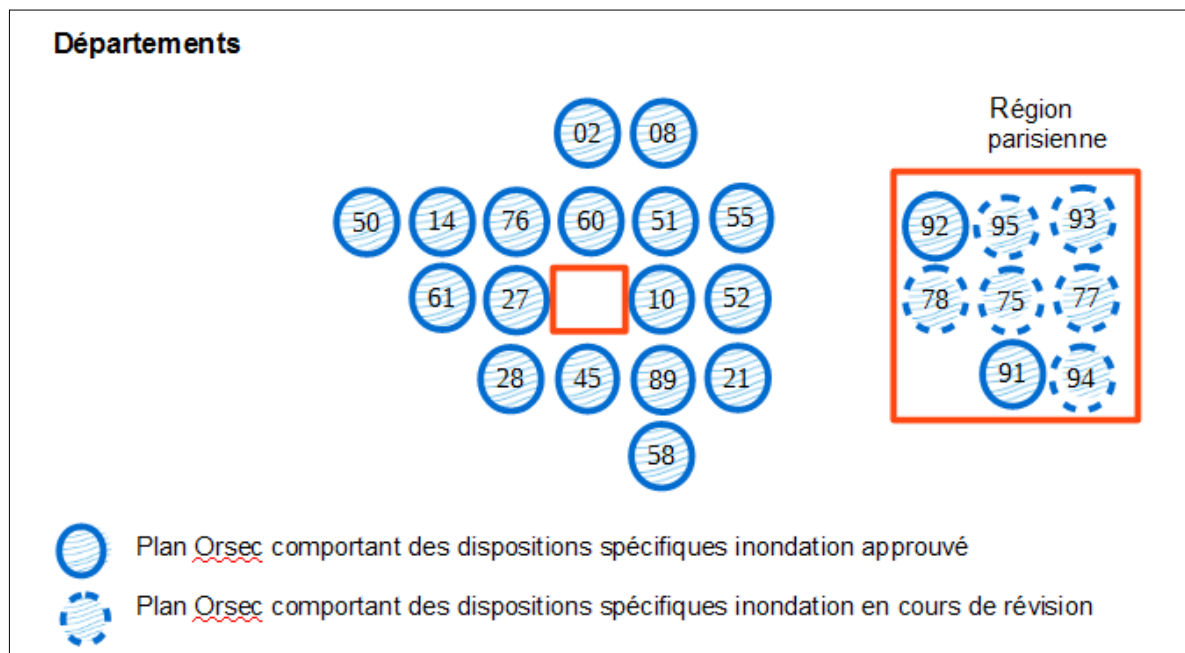 Départements
02 08
Région
parisienne
50 14 76 60 51 55
92 95 93
61 27 10 52
78 75 77
28 45 89 21
91 94
58
Plan Orsec comportant des dispositions spécifiques inondation approuvé
Plan Orsec comportant des dispositions spécifiques inondation en cours de révision